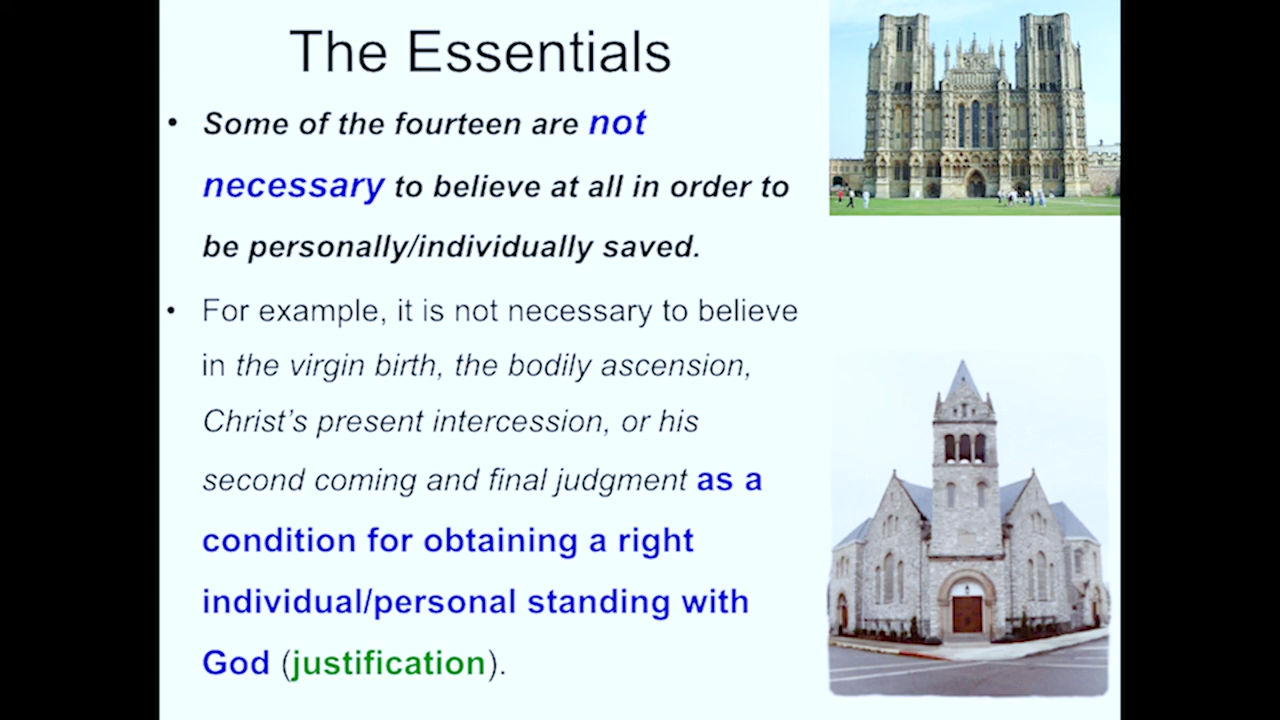 The Essentials
• Some of the fourteen are not
necessary to believe at all in order to
be personally/individually saved.
• For example, it is not necessary to believe
in the virgin birth, the bodily ascension,
Christ’s present intercession, or his
second coming and final judgment as a
condition for obtaining a right
individual/personal standing with
God (justification).